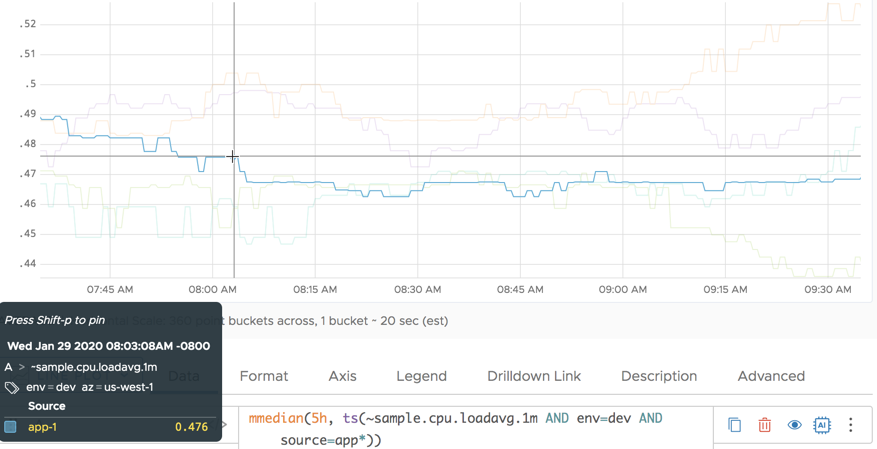 .52
.51
.5
.49
.48
.47
.46
.45
.44
07:45 AM 08:00 AM 08:15 AM 08:30 AM 08:45 AM 09:00 AM 09:15 AM 09:30 AM
point buckets across, 1 bucket ~ 20 sec (est)
Press Shift-p to pin
Wed Jan 29 2020 08:03:08AM -0800
A > ~sample.cpu.loadavg.1m
env = dev az = us-west-1
Source
app-1 0.476
Data Format Axis Legend Drilldown Link Description Advanced
mmedian(5h, ts(~sample.cpu.loadavg.1m AND env=dev AND
source=app*))
AI